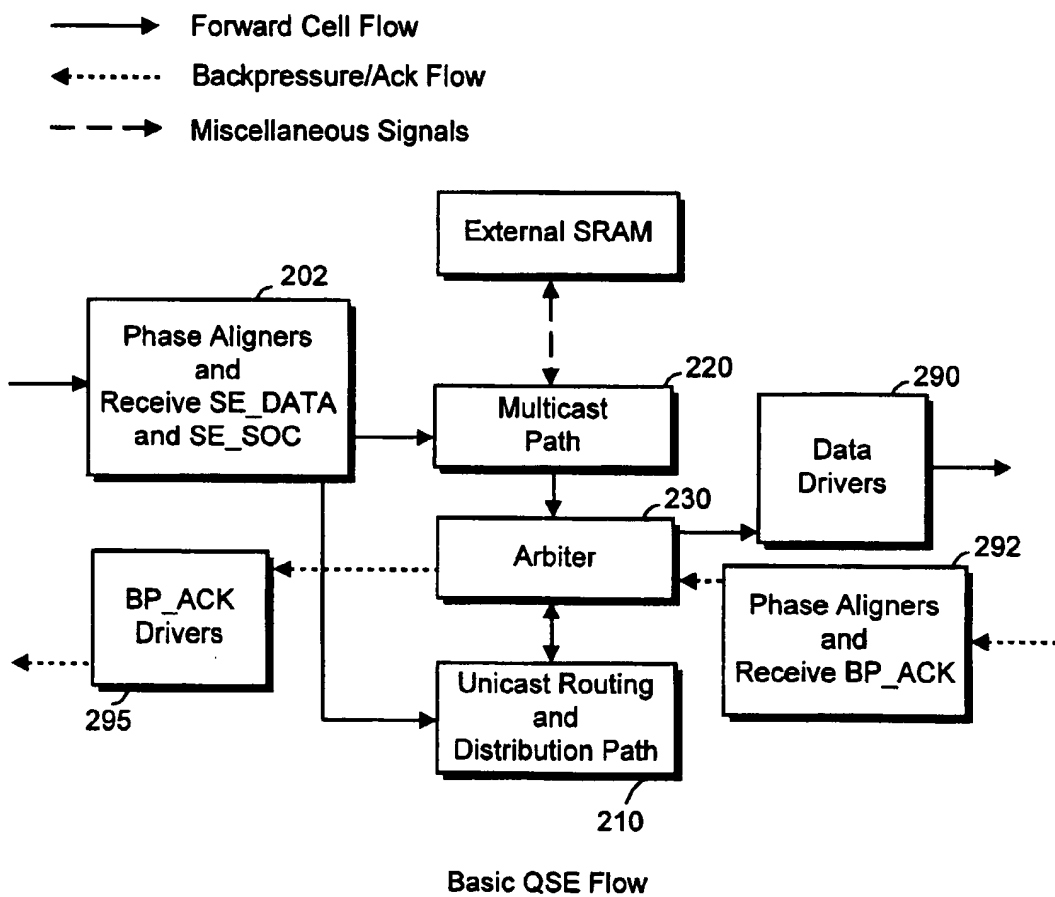 Forward Cell Flow
Backpressure/Ack Flow
Miscellaneous Signals
External SRAM
202
Phase Aligners
and
Receive SE_DATA
and SE_SOC
220
Multicast
Path
290
Data
Drivers
230
Arbiter
292
Phase Aligners
and
Receive BP_ACK
BP_ACK
Drivers
295
Unicast Routing
and
Distribution Path
210
Basic QSE Flow